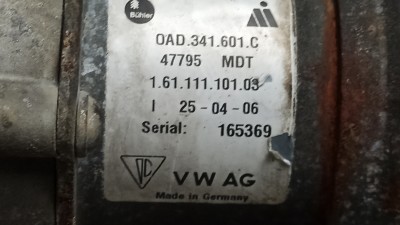 Bühler
OAD.341.601.C
47795 MDT
1.61.111.101.03
I 25-04-06
Serial: 165369
VW AG
Made in Germany